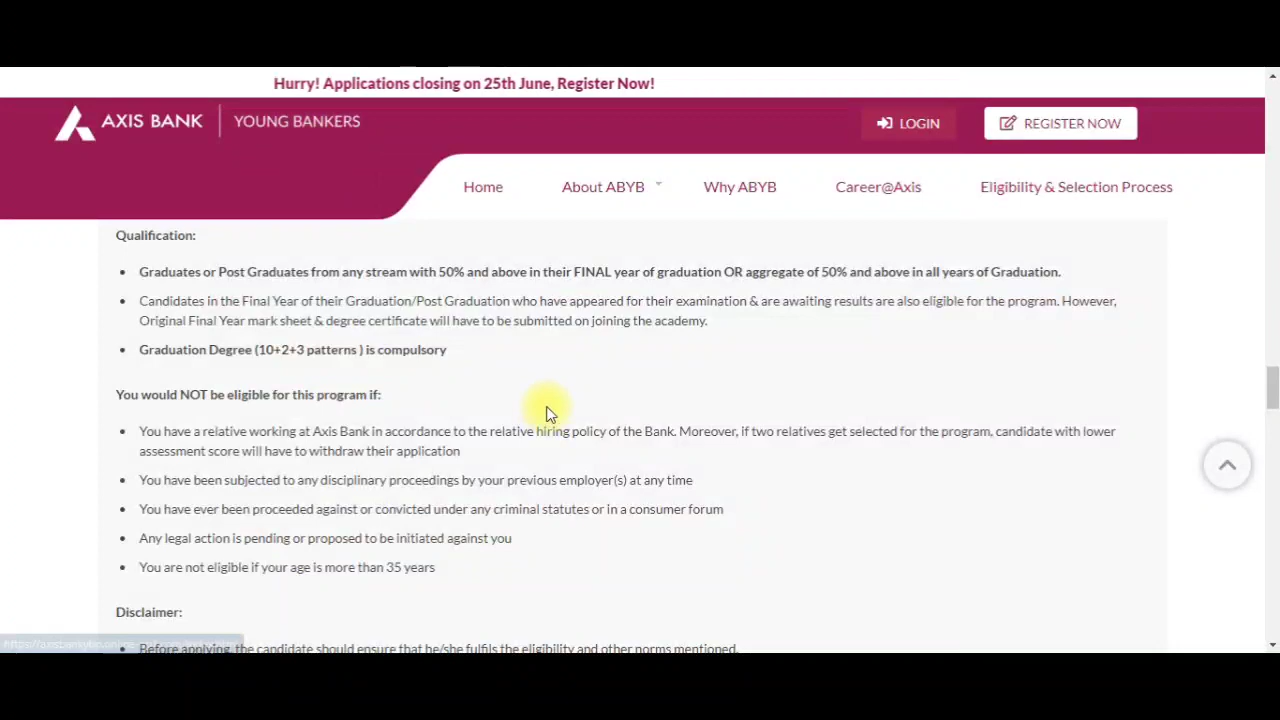 Hurry! Applications closing on 25th June, Register Now!
AXIS BANK | YOUNG BANKERS
LOGIN
REGISTER NOW
Home
About ABYB
Why ABYB
Career@Axis
Eligibility & Selection Process
Qualification:
• Graduates or Post Graduates from any stream with 50% and above in their FINAL year of graduation OR aggregate of 50% and above in all years of Graduation.
• Candidates in the Final Year of their Graduation/Post Graduation who have appeared for their examination & are awaiting results are also eligible for the program. However,
Original Final Year mark sheet & degree certificate will have to be submitted on joining the academy.
• Graduation Degree (10+2+3 patterns ) is compulsory
You would NOT be eligible for this program if:
• You have a relative working at Axis Bank in accordance to the relative hiring policy of the Bank. Moreover, if two relatives get selected for the program, candidate with lower
assessment score will have to withdraw their application
• You have been subjected to any disciplinary proceedings by your previous employer(s) at any time
• You have ever been proceeded against or convicted under any criminal statutes or in a consumer forum
• Any legal action is pending or proposed to be initiated against you
• You are not eligible if your age is more than 35 years
Disclaimer:
• Before applying, the candidate should ensure that he/she fulfils the eligibility and other norms mentioned.